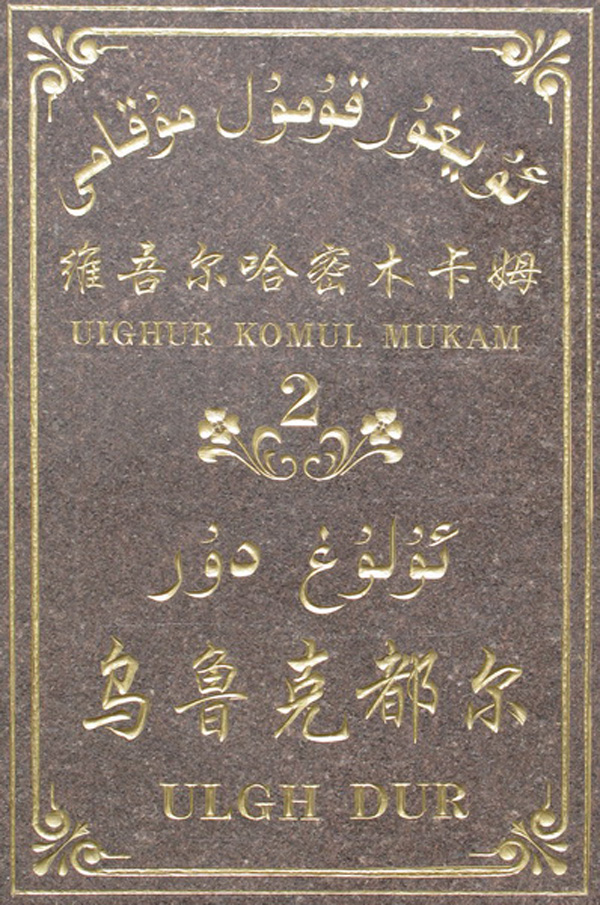 ئۇيغۇر قۇمۇل مۇقامى
维吾尔哈密木卡姆
UIGHUR KOMUL MUKAM
2
ئۇلۇغ دۇر
乌鲁克都尔
ULGH DUR